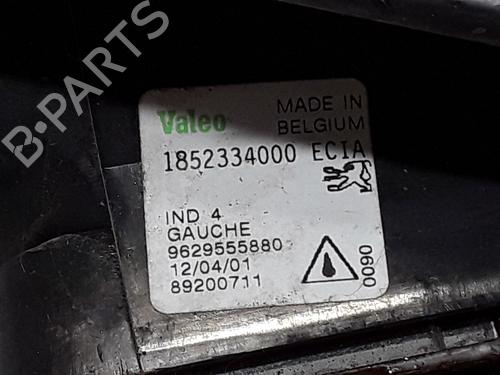 Valeo
MADE IN
BELGIUM
1852334000 ECIA
IND 4
GAUCHE
9629555880
12/04/01
89200711
0090
B-PARTS